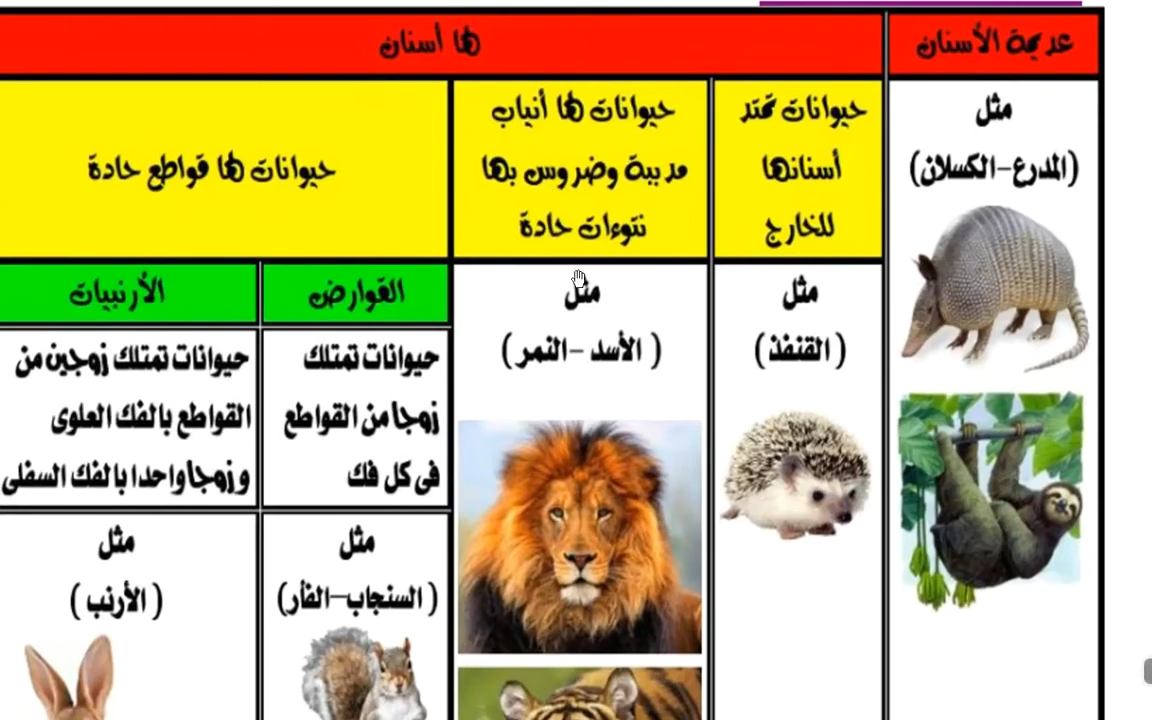 عديمة الأسنان
لها أسنان
مثل
(المدرع-الكسلان)
حيوانات تمتد
أسنانها
للخارج
مثل
( القنفذ )
حيوانات لها أنياب
مدببة وضروس بها
نتوءات حادة
مثل
( الأسد -النمر )
حيوانات لها قواطع حادة
القوارض
حيوانات تمتلك
زوجا من القواطع
فى كل فك
مثل
( السنجاب-الفأر)
الأرنبيات
حيوانات تمتلك زوجين من
القواطع بالفك العلوى
وزوجا واحدا بالفك السفلى
مثل
( الأرنب )